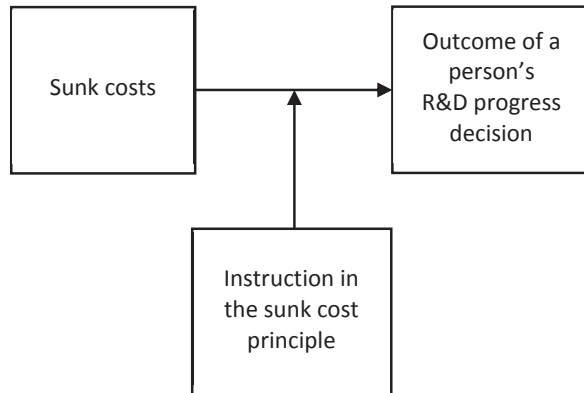 Sunk costs
Outcome of a
person’s
R&D progress
decision
Instruction in
the sunk cost
principle